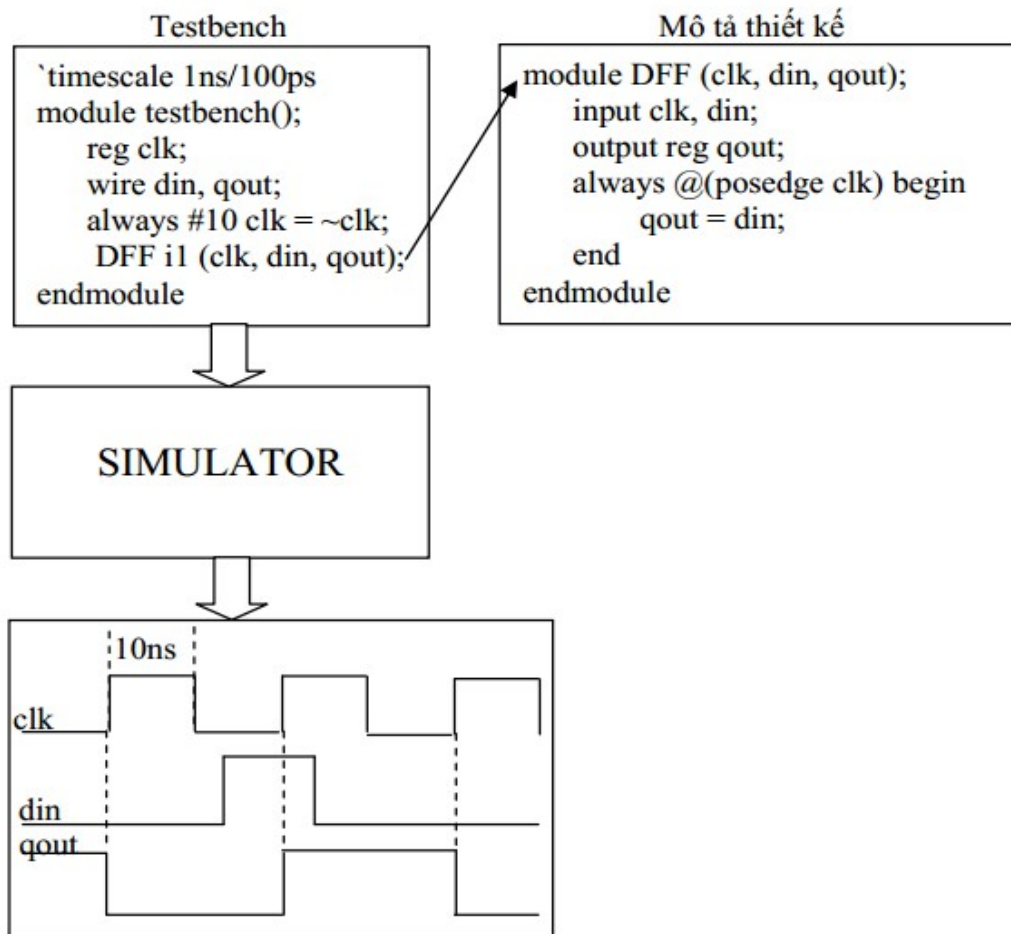 Testbench
`timescale 1ns/100ps
module testbench();
reg clk;
wire din, qout;
always #10 clk = ~clk;
DFF i1 (clk, din, qout);
endmodule
Mô tả thiết kế
module DFF (clk, din, qout);
input clk, din;
output reg qout;
always @(posedge clk) begin
qout = din;
end
endmodule
SIMULATOR
10ns
clk
din
qout